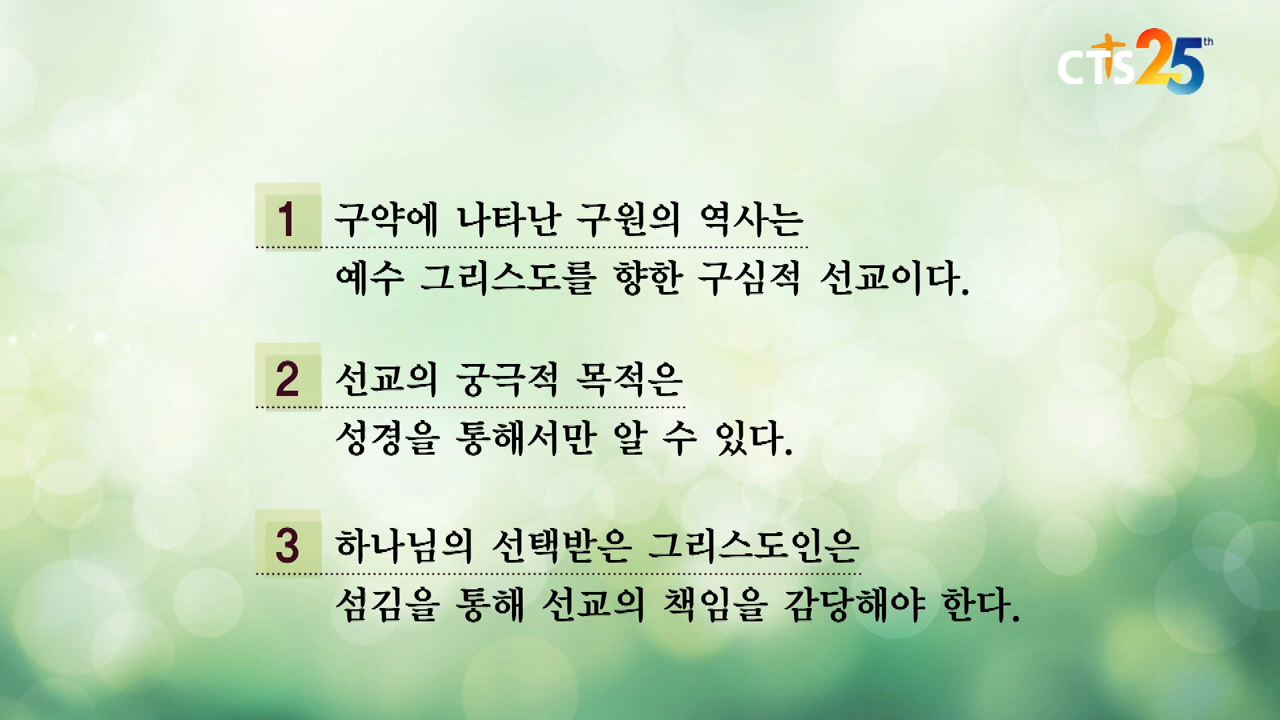 CTS 25th
1 구약에 나타난 구원의 역사는
예수 그리스도를 향한 구심적 선교이다.
2 선교의 궁극적 목적은
성경을 통해서만 알 수 있다.
3 하나님의 선택받은 그리스도인은
섬김을 통해 선교의 책임을 감당해야 한다.